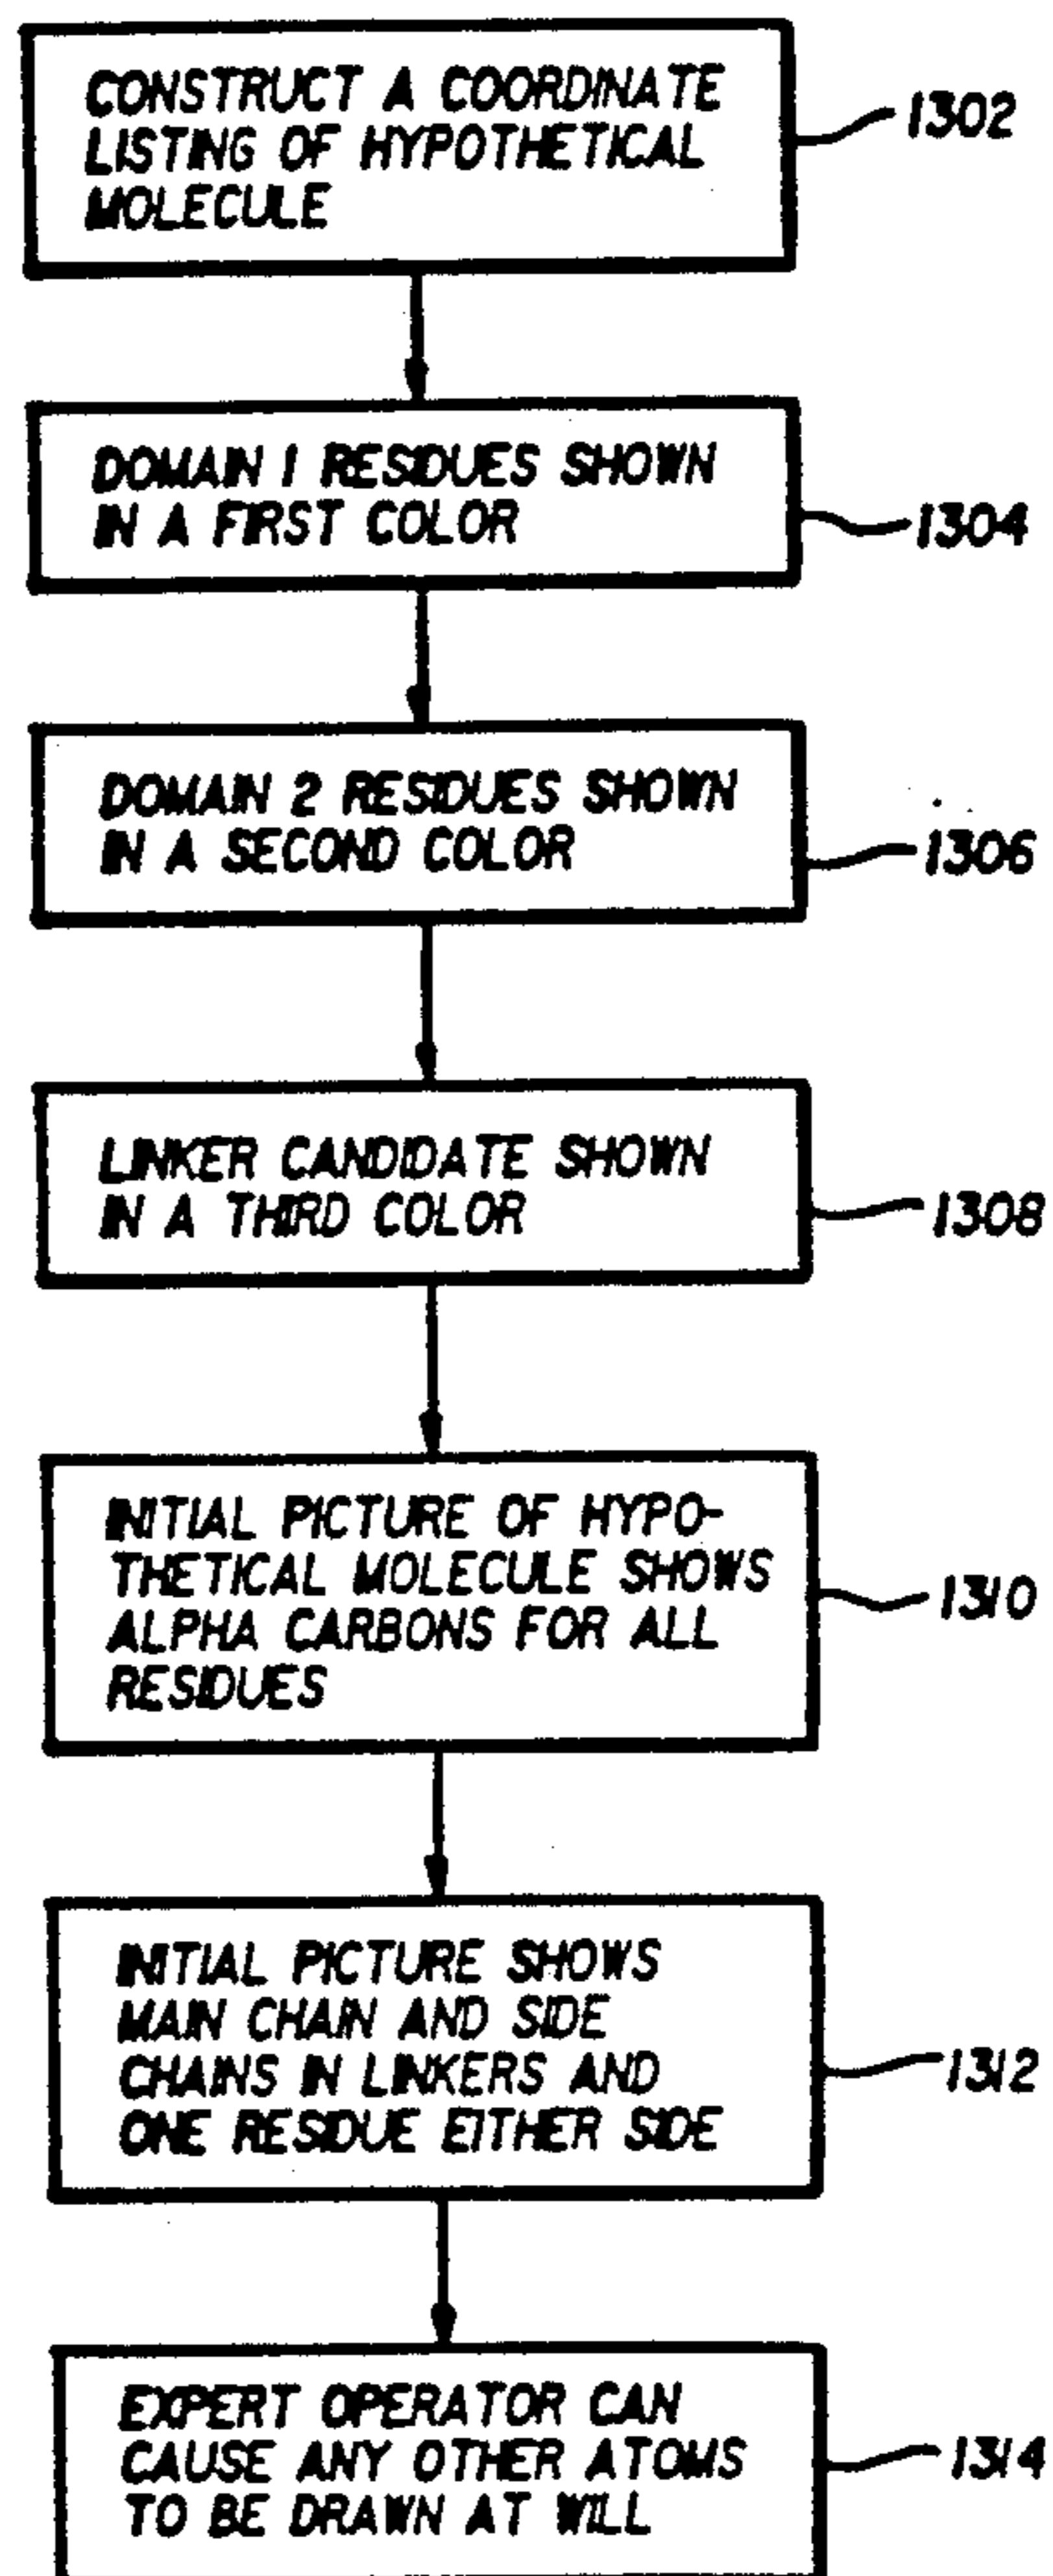 CONSTRUCT A COORDINATE
LISTING OF HYPOTHETICAL
MOLECULE
1302
DOMAIN 1 RESIDUES SHOWN
IN A FIRST COLOR
1304
DOMAIN 2 RESIDUES SHOWN
IN A SECOND COLOR
1306
LINKER CANDIDATE SHOWN
IN A THIRD COLOR
1308
INITIAL PICTURE OF HYPO-
THETICAL MOLECULE SHOWS
ALPHA CARBONS FOR ALL
RESIDUES
1310
INITIAL PICTURE SHOWS
MAIN CHAIN AND SIDE
CHAINS IN LINKERS AND
ONE RESIDUE EITHER SIDE
1312
EXPERT OPERATOR CAN
CAUSE ANY OTHER ATOMS
TO BE DRAWN AT WILL
1314